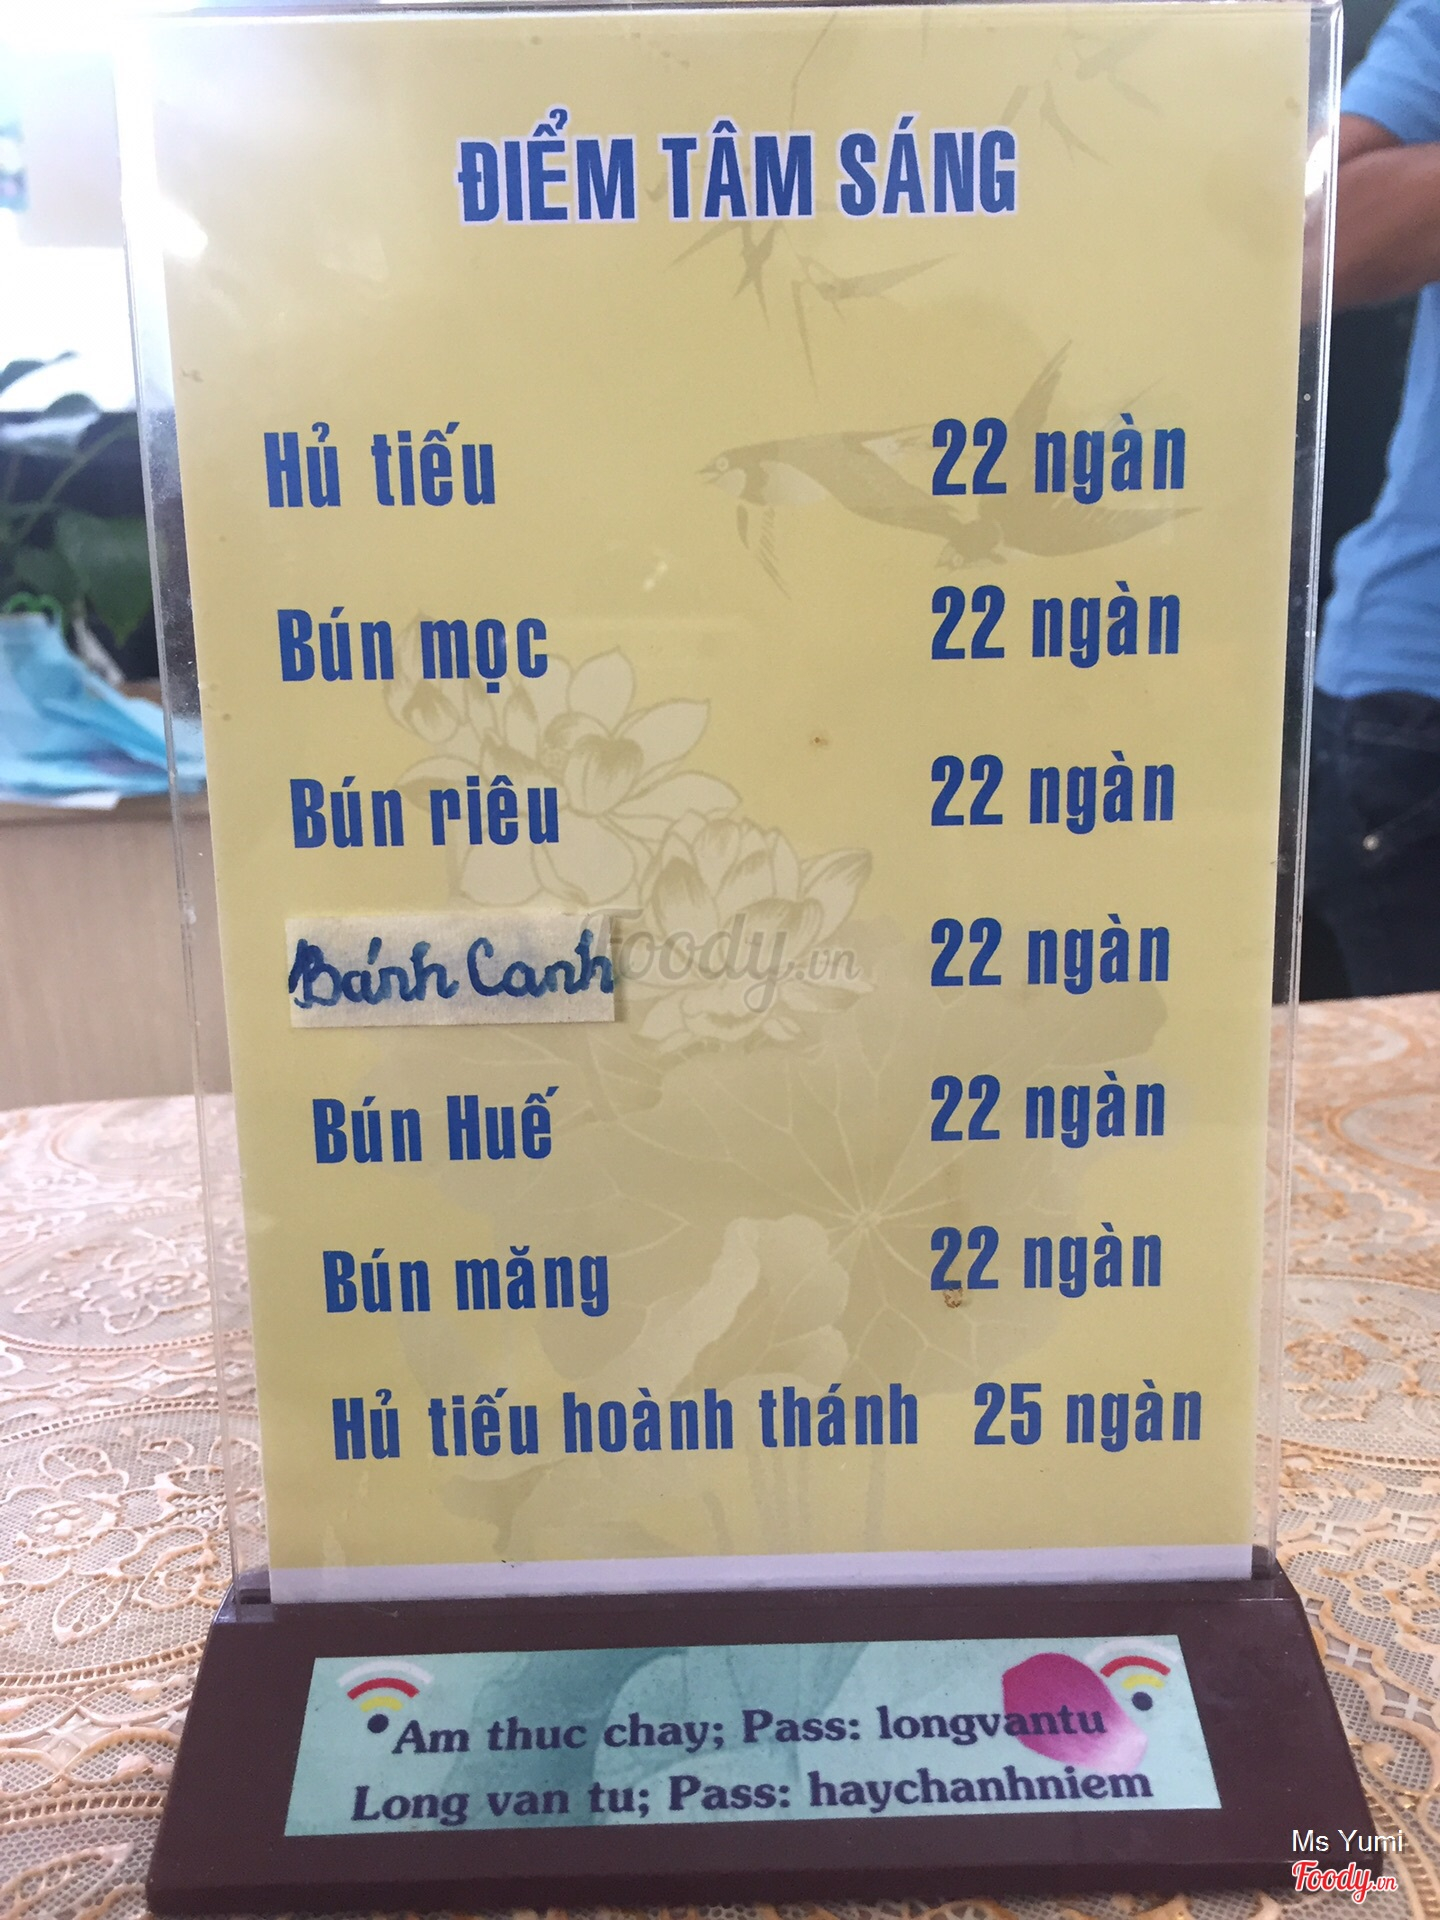 ĐIỂM TÂM SÁNG
Hủ tiếu 22 ngàn
Bún mọc 22 ngàn
Bún riêu 22 ngàn
Bánh Canh 22 ngàn
Foody.vn
Bún Huế 22 ngàn
Bún măng 22 ngàn
Hủ tiếu hoành thánh 25 ngàn
Am thuc chay; Pass: longvantu
Long van tu; Pass: haychanhniem
Ms Yumi
Foody.vn